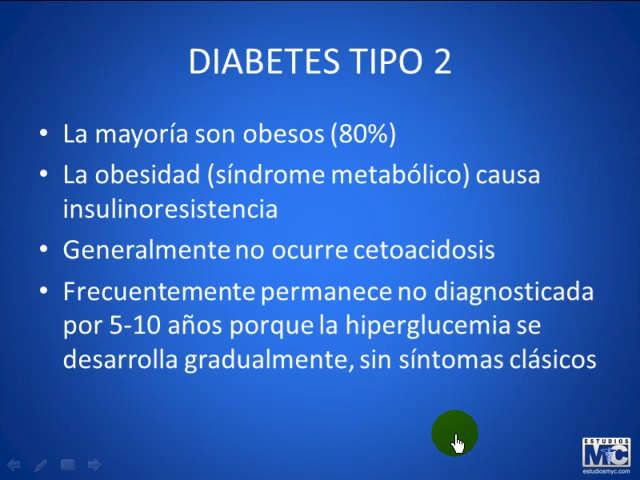 DIABETES TIPO 2
• La mayoría son obesos (80%)
• La obesidad (síndrome metabólico) causa
insulinoresistencia
• Generalmente no ocurre cetoacidosis
• Frecuentemente permanece no diagnosticada
por 5-10 años porque la hiperglucemia se
desarrolla gradualmente, sin síntomas clásicos
ESTUDIOS
MyC
estudiosmyc.com